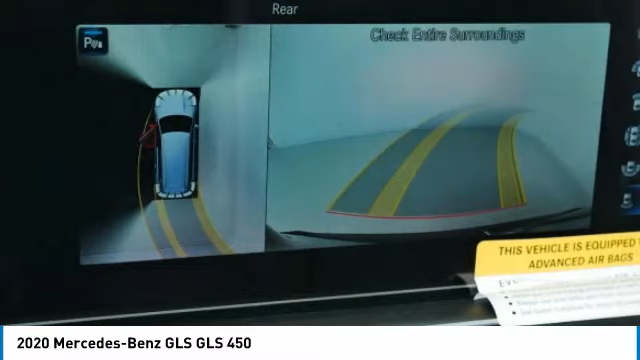 Rear
Check Entire Surroundings
P
THIS VEHICLE IS EQUIPPED
ADVANCED AIR BAGS
2020 Mercedes-Benz GLS GLS 450